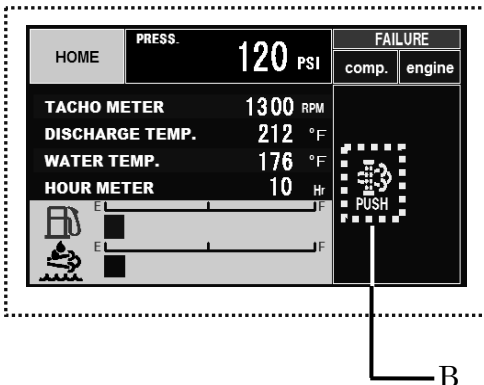 HOME
PRESS.
120 PSI
FAILURE
comp. engine
TACHO METER 1300 RPM
DISCHARGE TEMP. 212 °F
WATER TEMP. 176 °F
HOUR METER 10 Hr
E F
E F
PUSH
B